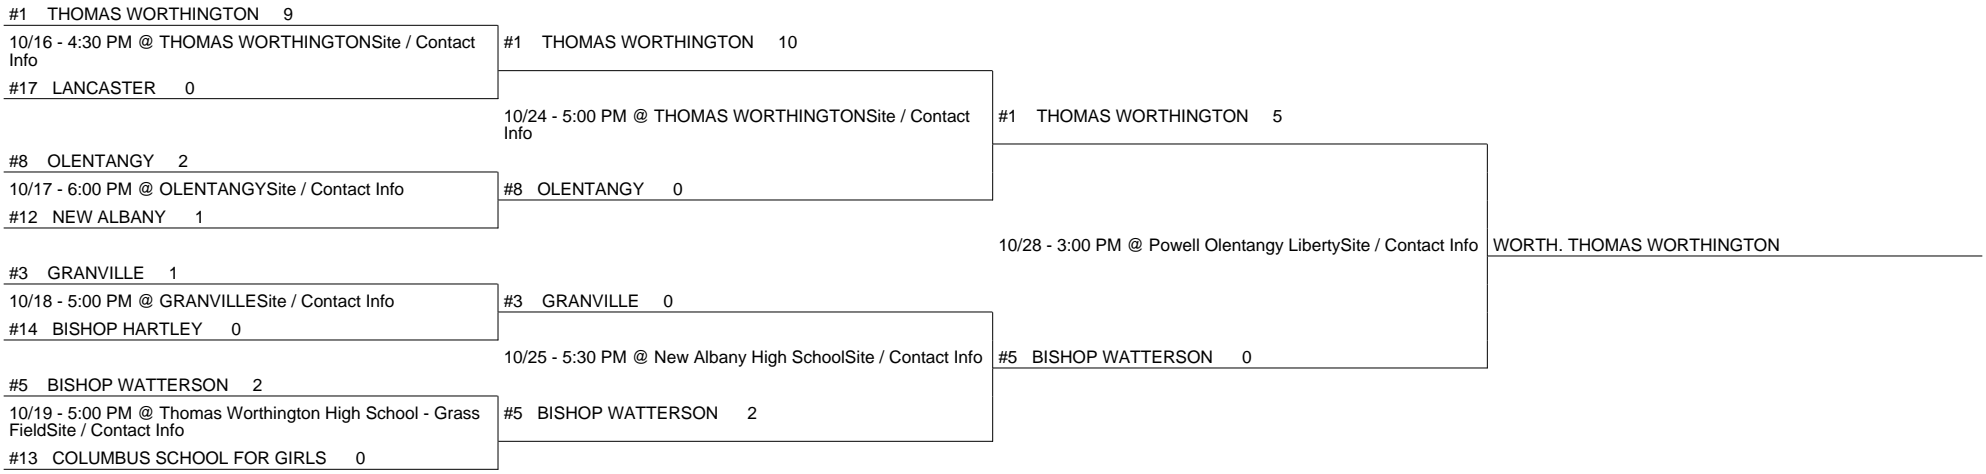 #1 THOMAS WORTHINGTON 9
10/16 - 4:30 PM @ THOMAS WORTHINGTONSite / Contact
Info
#17 LANCASTER 0
#8 OLENTANGY 2
10/17 - 6:00 PM @ OLENTANGYSite / Contact Info
#12 NEW ALBANY 1
#3 GRANVILLE 1
10/18 - 5:00 PM @ GRANVILLESite / Contact Info
#14 BISHOP HARTLEY 0
#5 BISHOP WATTERSON 2
10/19 - 5:00 PM @ Thomas Worthington High School - Grass
FieldSite / Contact Info
#13 COLUMBUS SCHOOL FOR GIRLS 0
#1 THOMAS WORTHINGTON 10
10/24 - 5:00 PM @ THOMAS WORTHINGTONSite / Contact
Info
#8 OLENTANGY 0
#3 GRANVILLE 0
10/25 - 5:30 PM @ New Albany High SchoolSite / Contact Info
#5 BISHOP WATTERSON 2
#1 THOMAS WORTHINGTON 5
10/28 - 3:00 PM @ Powell Olentangy LibertySite / Contact Info
#5 BISHOP WATTERSON 0
WORTH. THOMAS WORTHINGTON